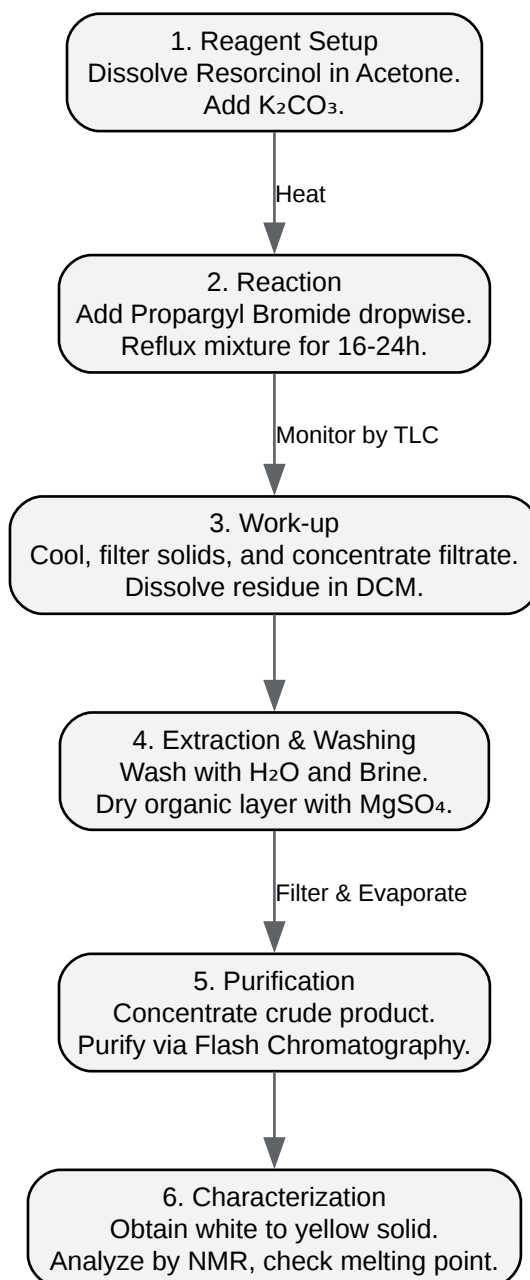 1. Reagent Setup
Dissolve Resorcinol in Acetone.
Add K₂CO₃.
Heat
2. Reaction
Add Propargyl Bromide dropwise.
Reflux mixture for 16-24h.
Monitor by TLC
3. Work-up
Cool, filter solids, and concentrate filtrate.
Dissolve residue in DCM.
4. Extraction & Washing
Wash with H₂O and Brine.
Dry organic layer with MgSO₄.
Filter & Evaporate
5. Purification
Concentrate crude product.
Purify via Flash Chromatography.
6. Characterization
Obtain white to yellow solid.
Analyze by NMR, check melting point.